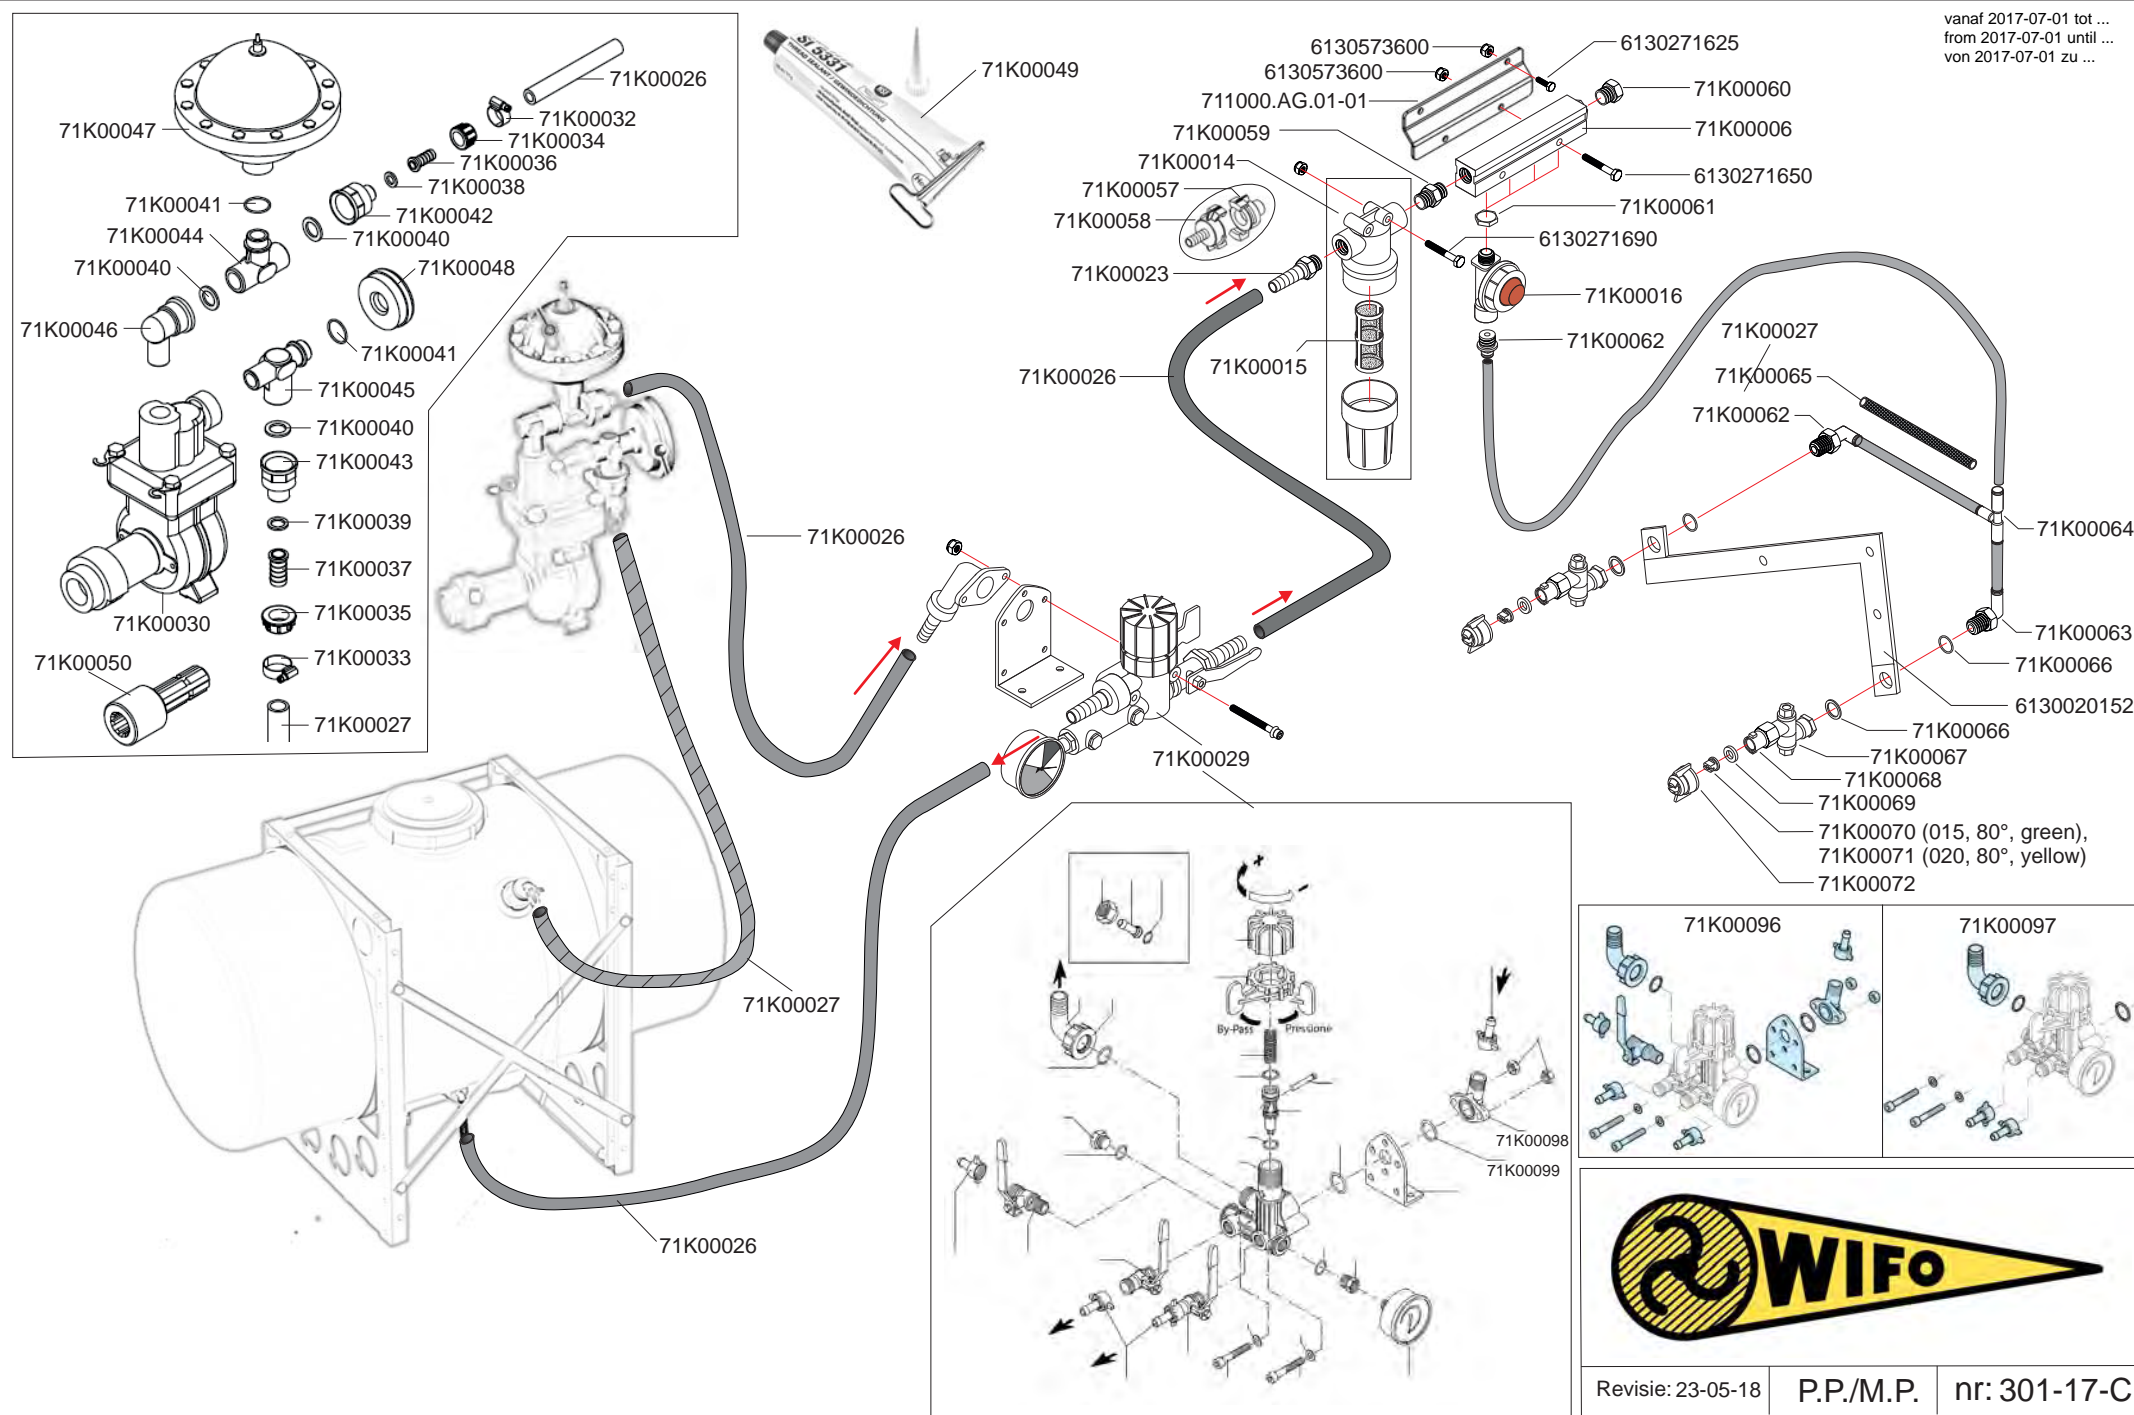 vanaf 2017-07-01 tot ...
from 2017-07-01 until ...
von 2017-07-01 zu ...
71K00047
71K00026
71K00032
71K00034
71K00036
71K00038
71K00042
71K00040
71K00041
71K00044
71K00040
71K00048
71K00046
71K00041
71K00045
71K00040
71K00043
71K00039
71K00037
71K00030
71K00035
71K00050
71K00033
71K00027
SI 5331
71K00049
6130573600
6130573600
711000.AG.01-01
6130271625
71K00060
71K00006
71K00059
71K00014
71K00057
71K00058
71K00023
6130271650
71K00061
6130271690
71K00016
71K00062
71K00015
71K00026
71K00027
71K00065
71K00062
71K00064
71K00063
71K00066
6130020152
71K00066
71K00067
71K00068
71K00069
71K00070 (015, 80°, green),
71K00071 (020, 80°, yellow)
71K00072
71K00026
71K00029
71K00027
71K00026
By-Pass
Pressione
71K00098
71K00099
71K00096
71K00097
WIFO
Revisie: 23-05-18
P.P./M.P.
nr: 301-17-C